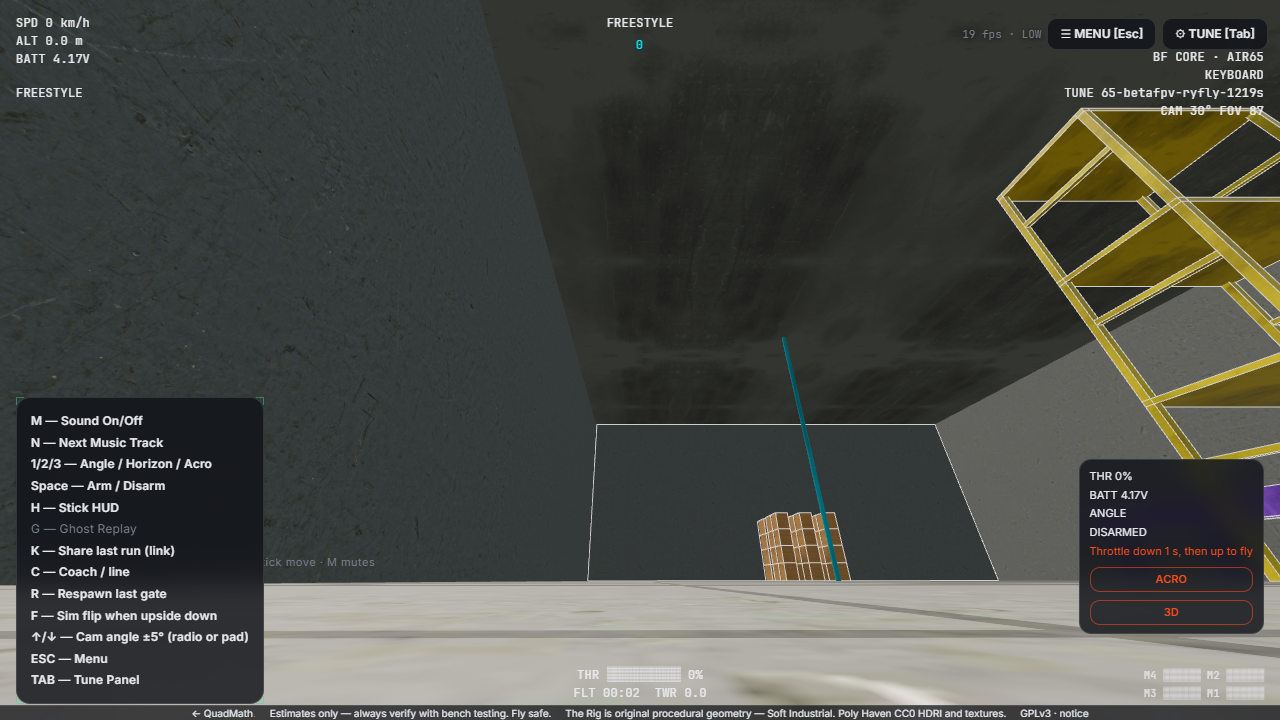 SPD 0 km/h
ALT 0.0 m
BATT 4.17V
FREESTYLE
FREESTYLE
0
19 fps · LOW
☰ MENU [Esc]
⚙ TUNE [Tab]
BF CORE · AIR65
KEYBOARD
TUNE 65-betafpv-ryfly-1219s
CAM 30° FOV 87
M — Sound On/Off
N — Next Music Track
1/2/3 — Angle / Horizon / Acro
Space — Arm / Disarm
H — Stick HUD
G — Ghost Replay
K — Share last run (link)
C — Coach / line
R — Respawn last gate
F — Sim flip when upside down
↑/↓ — Cam angle ±5° (radio or pad)
ESC — Menu
TAB — Tune Panel
ick move · M mutes
THR 0%
BATT 4.17V
ANGLE
DISARMED
Throttle down 1 s, then up to fly
ACRO
3D
THR 0%
FLT 00:02 TWR 0.0
M4 M2
M3 M1
← QuadMath. Estimates only — always verify with bench testing. Fly safe. The Rig is original procedural geometry — Soft Industrial. Poly Haven CC0 HDRI and textures. GPLv3 · notice